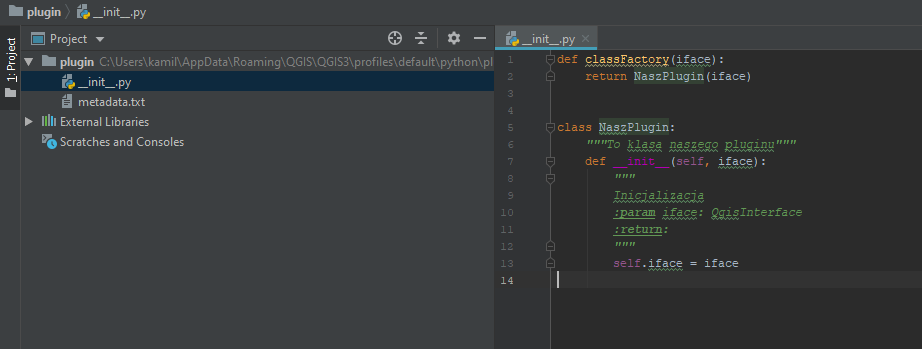 plugin __init__.py
1: Project
Project
__init__.py
plugin C:\Users\kamil\AppData\Roaming\QGIS\QGIS3\profiles\default\python\pl
__init__.py
metadata.txt
External Libraries
Scratches and Consoles
1 def classFactory(iface):
2 return NaszPlugin(iface)
3
4
5 class NaszPlugin:
6 """To klasa naszego pluginu"""
7 def __init__(self, iface):
8 """
9 Inicjalizacja
10 :param iface: QgisInterface
11 :return:
12 """
13 self.iface = iface
14